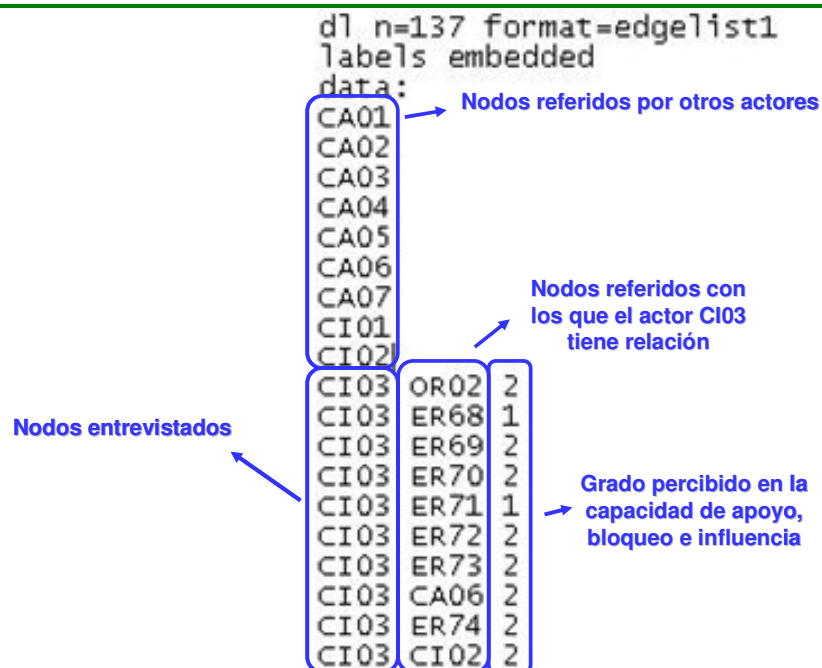 dl n=137 format=edgelist1
labels embedded
data:
Nodos referidos por otros actores
CA01
CA02
CA03
CA04
CA05
CA06
CA07
CI01
CI02
Nodos referidos con
los que el actor CI03
tiene relación
Nodos entrevistados
CI03 OR02 2
CI03 ER68 1
CI03 ER69 2
CI03 ER70 2
CI03 ER71 1
CI03 ER72 2
CI03 ER73 2
CI03 CA06 2
CI03 ER74 2
CI03 CI02 2
Grado percibido en la
capacidad de apoyo,
bloqueo e influencia